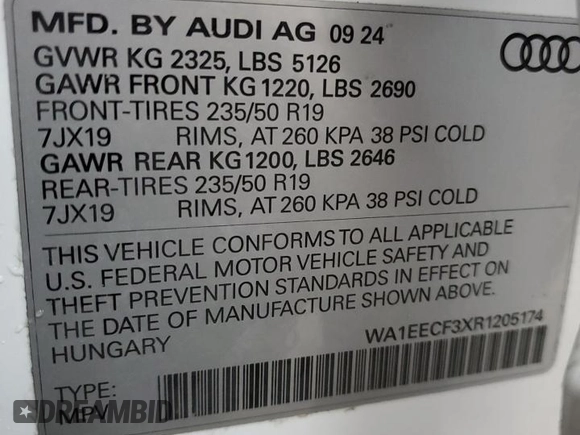 MFD. BY AUDI AG 09 24
GVWR KG 2325, LBS 5126
GAWR FRONT KG 1220, LBS 2690
FRONT-TIRES 235/50 R19
7JX19 RIMS, AT 260 KPA 38 PSI COLD
GAWR REAR KG 1200, LBS 2646
REAR-TIRES 235/50 R19
7JX19 RIMS, AT 260 KPA 38 PSI COLD
THIS VEHICLE CONFORMS TO ALL APPLICABLE
U.S. FEDERAL MOTOR VEHICLE SAFETY AND
THEFT PREVENTION STANDARDS IN EFFECT ON
THE DATE OF MANUFACTURE SHOWN ABOVE.
HUNGARY WA1EECF3XR1205174
TYPE:
MPV
DREAMBID